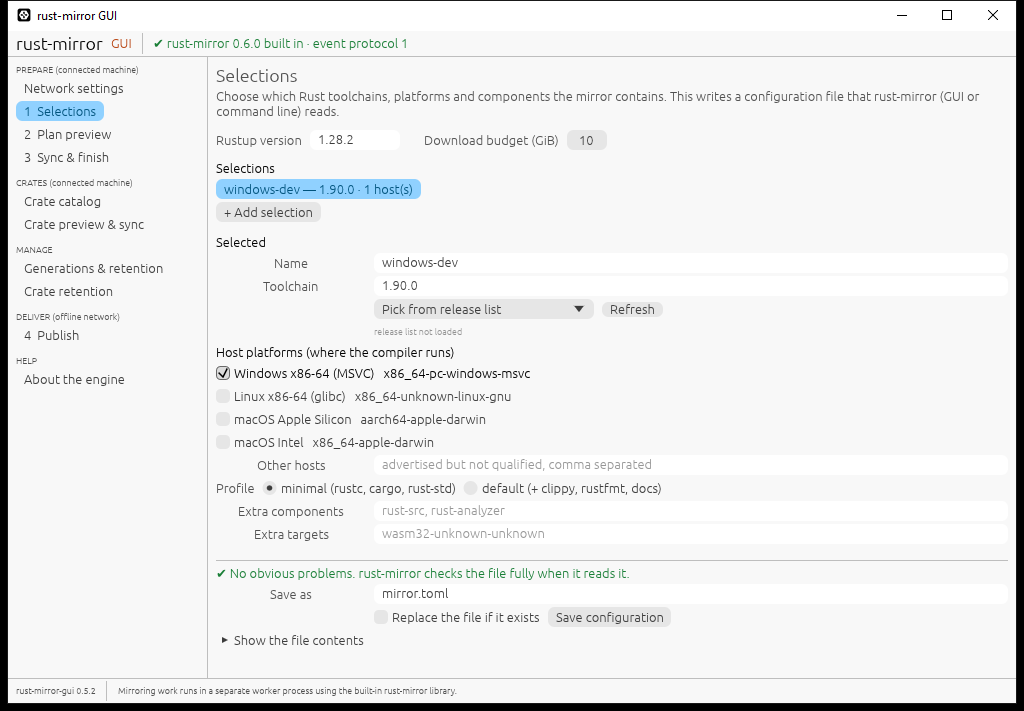 rust-mirror GUI
rust-mirror GUI ✔ rust-mirror 0.6.0 built in · event protocol 1
PREPARE (connected machine)
Network settings
1 Selections
2 Plan preview
3 Sync & finish
CRATES (connected machine)
Crate catalog
Crate preview & sync
MANAGE
Generations & retention
Crate retention
DELIVER (offline network)
4 Publish
HELP
About the engine
Selections
Choose which Rust toolchains, platforms and components the mirror contains. This writes a configuration file that rust-mirror (GUI or
command line) reads.
Rustup version 1.28.2 Download budget (GiB) 10
Selections
windows-dev — 1.90.0 · 1 host(s)
+ Add selection
Selected
Name windows-dev
Toolchain 1.90.0
Pick from release list Refresh
release list not loaded
Host platforms (where the compiler runs)
Windows x86-64 (MSVC) x86_64-pc-windows-msvc
Linux x86-64 (glibc) x86_64-unknown-linux-gnu
macOS Apple Silicon aarch64-apple-darwin
macOS Intel x86_64-apple-darwin
Other hosts advertised but not qualified, comma separated
Profile minimal (rustc, cargo, rust-std) default (+ clippy, rustfmt, docs)
Extra components rust-src, rust-analyzer
Extra targets wasm32-unknown-unknown
✔ No obvious problems. rust-mirror checks the file fully when it reads it.
Save as mirror.toml
Replace the file if it exists Save configuration
Show the file contents
rust-mirror-gui 0.5.2 Mirroring work runs in a separate worker process using the built-in rust-mirror library.